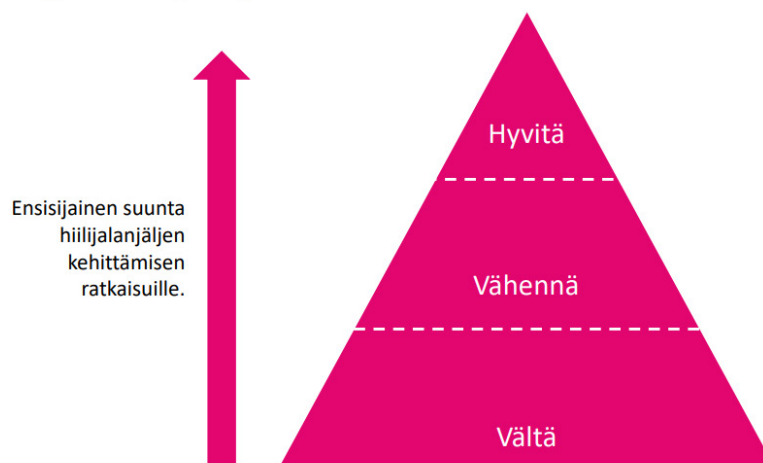 Hyvitä
Ensisijainen suunta
hiilijalanjäljen
kehittämisen
ratkaisuille.
Vähennä
Vältä